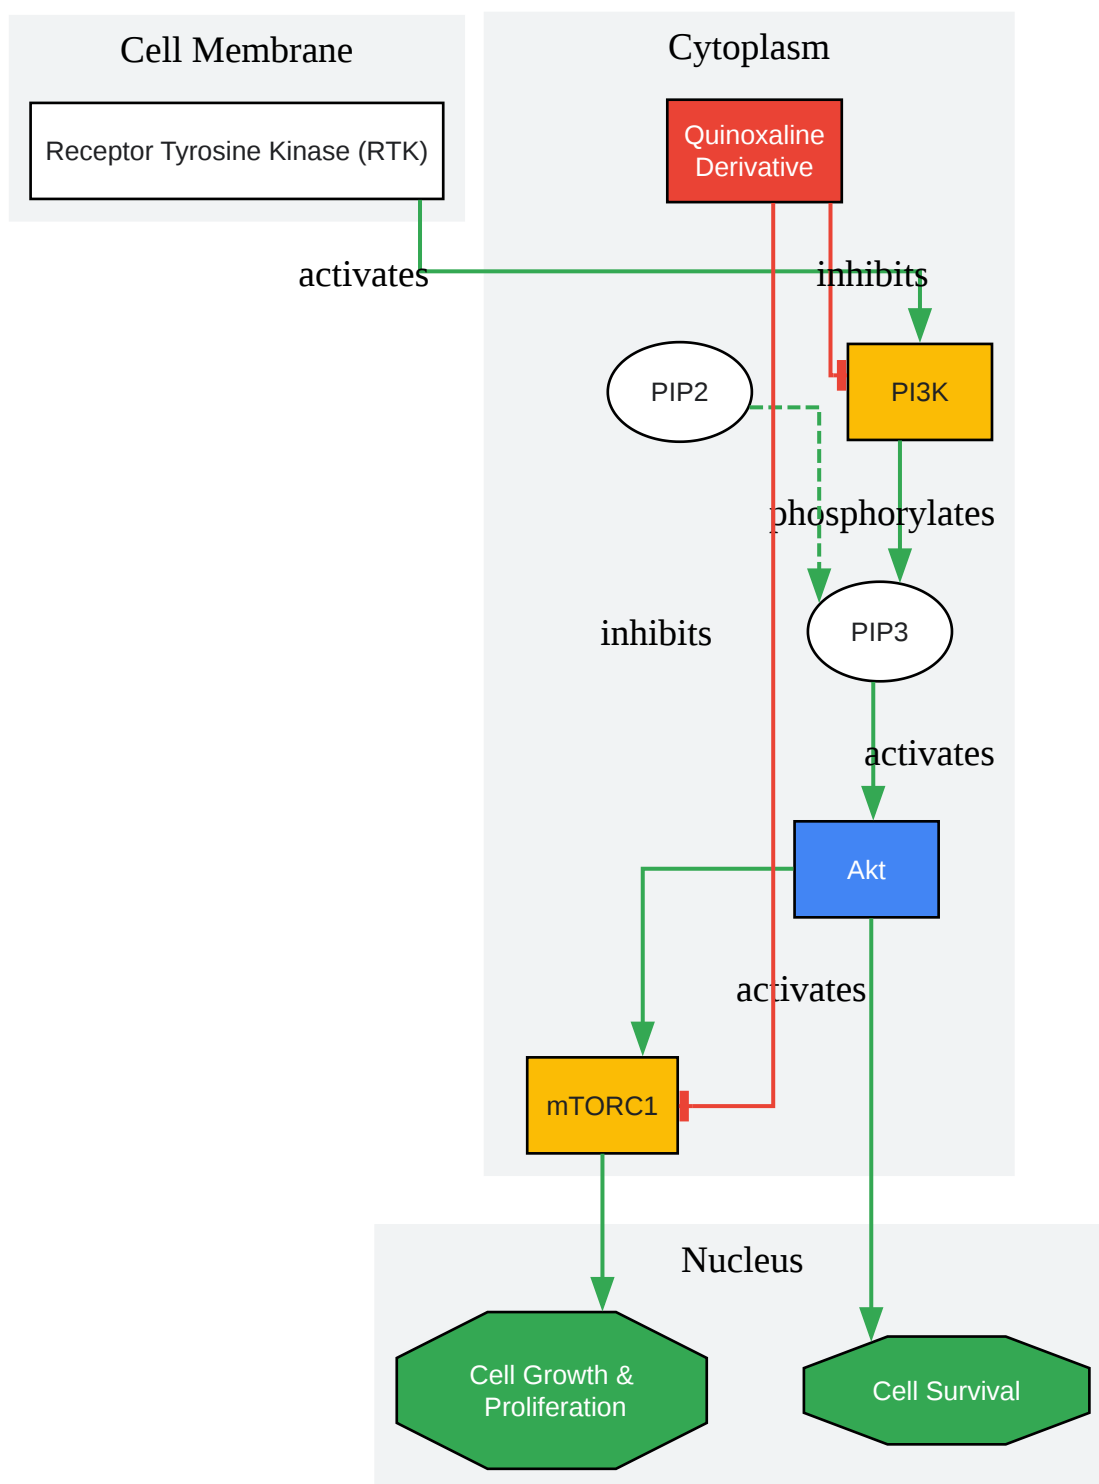 Cell Membrane
Cytoplasm
Receptor Tyrosine Kinase (RTK)
Quinoxaline
Derivative
activates
inhibits
PIP2
PI3K
phosphorylates
inhibits
PIP3
activates
Akt
activates
mTORC1
Nucleus
Cell Growth &
Proliferation
Cell Survival